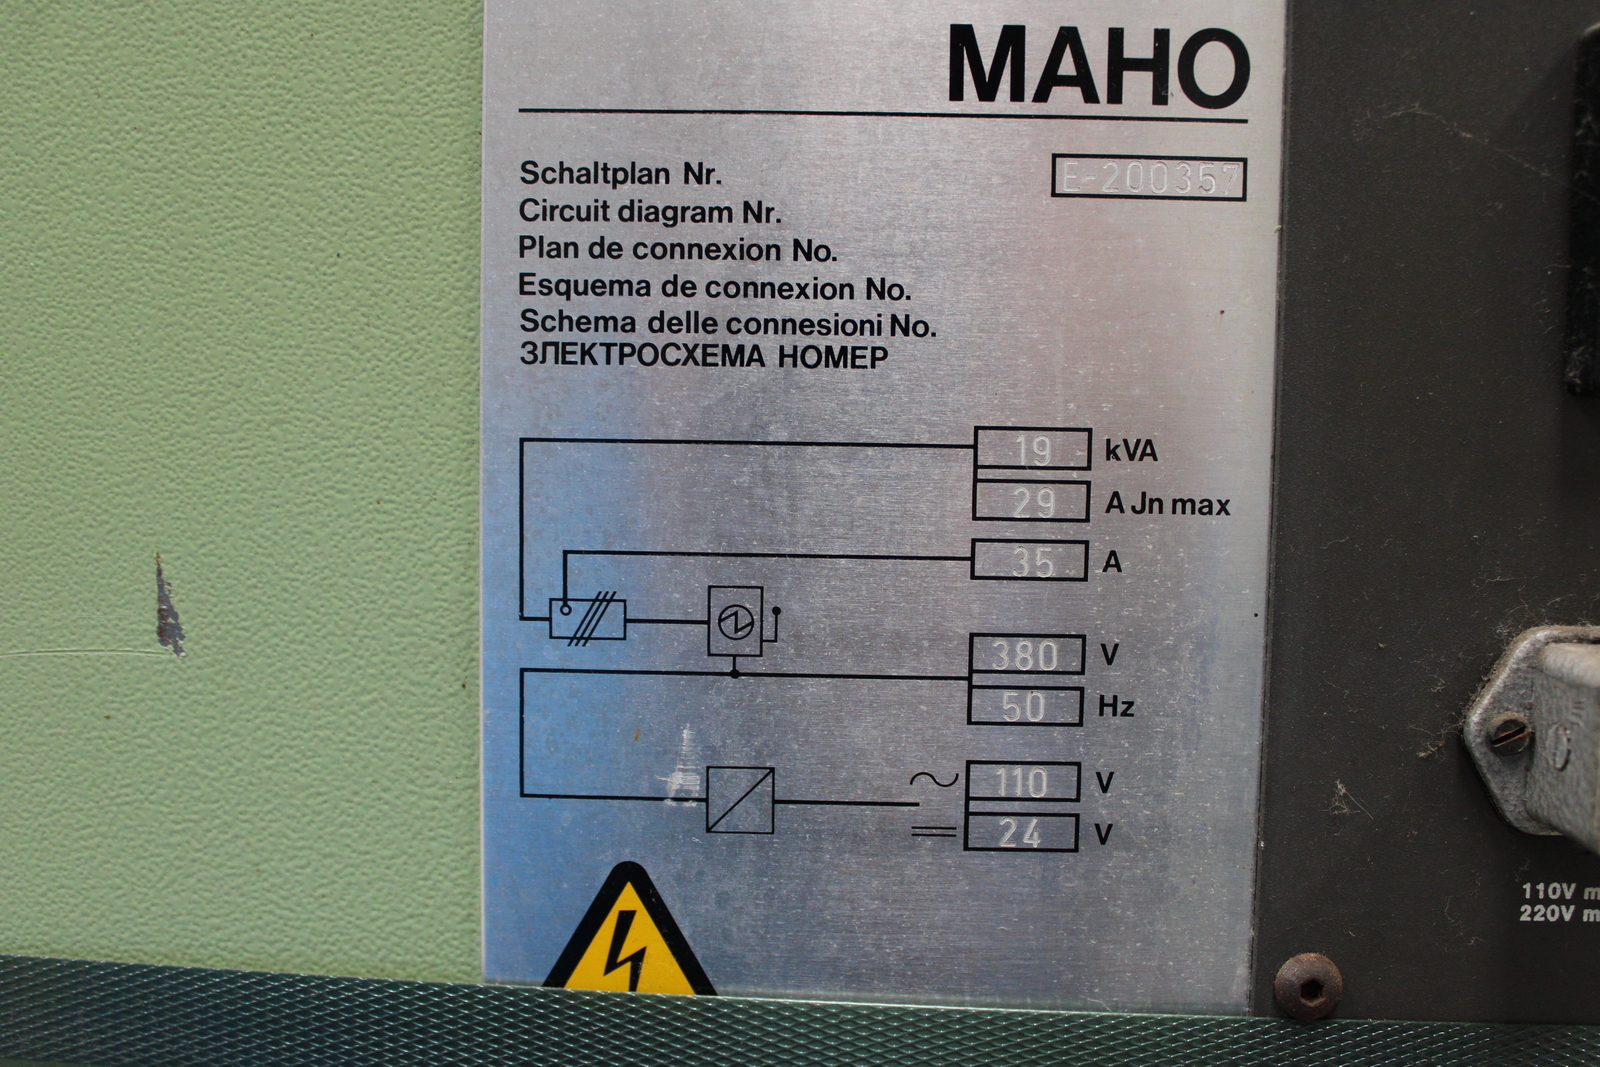 MAHO
Schaltplan Nr. E-200357
Circuit diagram Nr.
Plan de connexion No.
Esquema de connexion No.
Schema delle connesioni No.
ЗЛЕКТРОСХЕМА НОМЕР
19 kVA
29 A Jn max
35 A
380 V
50 Hz
110 V
24 V
110V m
220V m